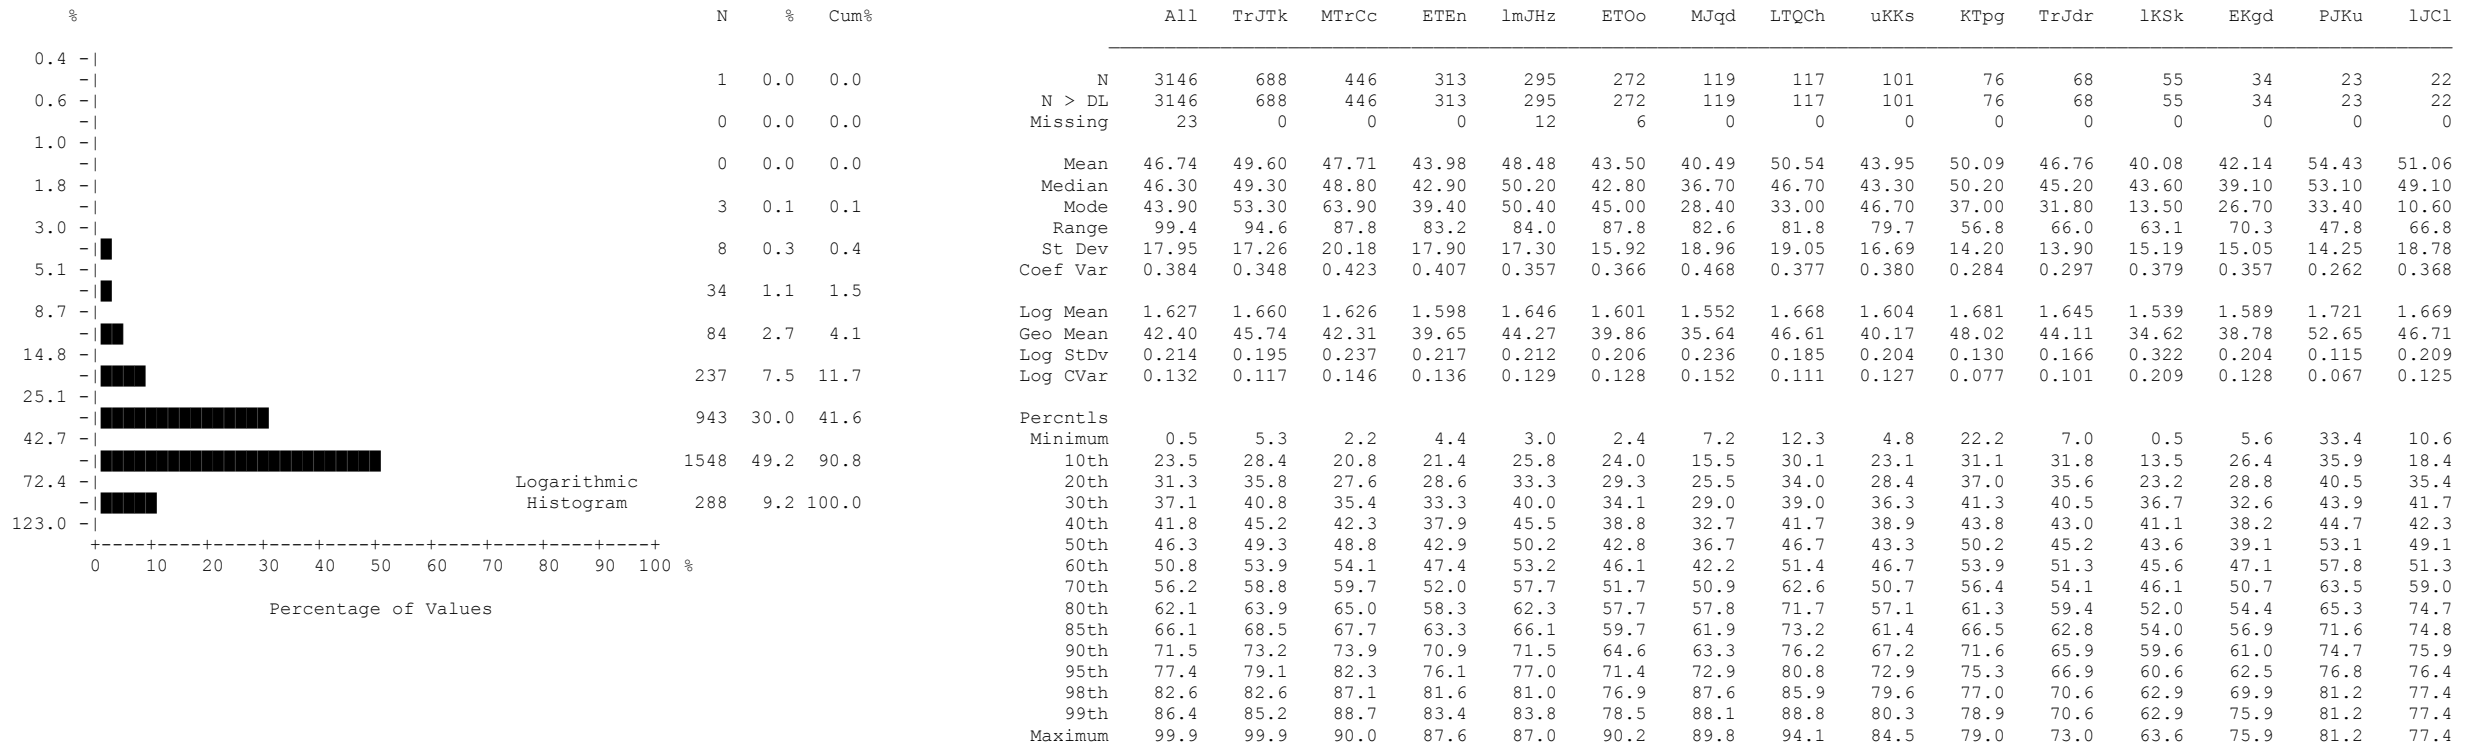 % N % Cum% All TrJTk MTrCc ETEn lmJHz ETOo MJqd LTQCh uKKs KTpg TrJdr lKSk EKgd PJKu lJCl
0.4 -|
-| 1 0.0 0.0 N 3146 688 446 313 295 272 119 117 101 76 68 55 34 23 22
0.6 -| N > DL 3146 688 446 313 295 272 119 117 101 76 68 55 34 23 22
-| 0 0.0 0.0 Missing 23 0 0 0 12 6 0 0 0 0 0 0 0 0 0
1.0 -|
-| 0 0.0 0.0 Mean 46.74 49.60 47.71 43.98 48.48 43.50 40.49 50.54 43.95 50.09 46.76 40.08 42.14 54.43 51.06
1.8 -| Median 46.30 49.30 48.80 42.90 50.20 42.80 36.70 46.70 43.30 50.20 45.20 43.60 39.10 53.10 49.10
-| 3 0.1 0.1 Mode 43.90 53.30 63.90 39.40 50.40 45.00 28.40 33.00 46.70 37.00 31.80 13.50 26.70 33.40 10.60
3.0 -| Range 99.4 94.6 87.8 83.2 84.0 87.8 82.6 81.8 79.7 56.8 66.0 63.1 70.3 47.8 66.8
-| 8 0.3 0.4 St Dev 17.95 17.26 20.18 17.90 17.30 15.92 18.96 19.05 16.69 14.20 13.90 15.19 15.05 14.25 18.78
5.1 -| Coef Var 0.384 0.348 0.423 0.407 0.357 0.366 0.468 0.377 0.380 0.284 0.297 0.379 0.357 0.262 0.368
-| 34 1.1 1.5
8.7 -| Log Mean 1.627 1.660 1.626 1.598 1.646 1.601 1.552 1.668 1.604 1.681 1.645 1.539 1.589 1.721 1.669
-| 84 2.7 4.1 Geo Mean 42.40 45.74 42.31 39.65 44.27 39.86 35.64 46.61 40.17 48.02 44.11 34.62 38.78 52.65 46.71
14.8 -| Log StDv 0.214 0.195 0.237 0.217 0.212 0.206 0.236 0.185 0.204 0.130 0.166 0.322 0.204 0.115 0.209
-| 237 7.5 11.7 Log CVar 0.132 0.117 0.146 0.136 0.129 0.128 0.152 0.111 0.127 0.077 0.101 0.209 0.128 0.067 0.125
25.1 -|
-| 943 30.0 41.6 Percntls
42.7 -| Minimum 0.5 5.3 2.2 4.4 3.0 2.4 7.2 12.3 4.8 22.2 7.0 0.5 5.6 33.4 10.6
-| 1548 49.2 90.8 10th 23.5 28.4 20.8 21.4 25.8 24.0 15.5 30.1 23.1 31.1 31.8 13.5 26.4 35.9 18.4
72.4 -| Logarithmic 20th 31.3 35.8 27.6 28.6 33.3 29.3 25.5 34.0 28.4 37.0 35.6 23.2 28.8 40.5 35.4
-| Histogram 288 9.2 100.0 30th 37.1 40.8 35.4 33.3 40.0 34.1 29.0 39.0 36.3 41.3 40.5 36.7 32.6 43.9 41.7
123.0 -| 40th 41.8 45.2 42.3 37.9 45.5 38.8 32.7 41.7 38.9 43.8 43.0 41.1 38.2 44.7 42.3
+----+----+----+----+----+----+----+----+----+----+ 50th 46.3 49.3 48.8 42.9 50.2 42.8 36.7 46.7 43.3 50.2 45.2 43.6 39.1 53.1 49.1
0 10 20 30 40 50 60 70 80 90 100 % 60th 50.8 53.9 54.1 47.4 53.2 46.1 42.2 51.4 46.7 53.9 51.3 45.6 47.1 57.8 51.3
70th 56.2 58.8 59.7 52.0 57.7 51.7 50.9 62.6 50.7 56.4 54.1 46.1 50.7 63.5 59.0
Percentage of Values 80th 62.1 63.9 65.0 58.3 62.3 57.7 57.8 71.7 57.1 61.3 59.4 52.0 54.4 65.3 74.7
85th 66.1 68.5 67.7 63.3 66.1 59.7 61.9 73.2 61.4 66.5 62.8 54.0 56.9 71.6 74.8
90th 71.5 73.2 73.9 70.9 71.5 64.6 63.3 76.2 67.2 71.6 65.9 59.6 61.0 74.7 75.9
95th 77.4 79.1 82.3 76.1 77.0 71.4 72.9 80.8 72.9 75.3 66.9 60.6 62.5 76.8 76.4
98th 82.6 82.6 87.1 81.6 81.0 76.9 87.6 85.9 79.6 77.0 70.6 62.9 69.9 81.2 77.4
99th 86.4 85.2 88.7 83.4 83.8 78.5 88.1 88.8 80.3 78.9 70.6 62.9 75.9 81.2 77.4
Maximum 99.9 99.9 90.0 87.6 87.0 90.2 89.8 94.1 84.5 79.0 73.0 63.6 75.9 81.2 77.4